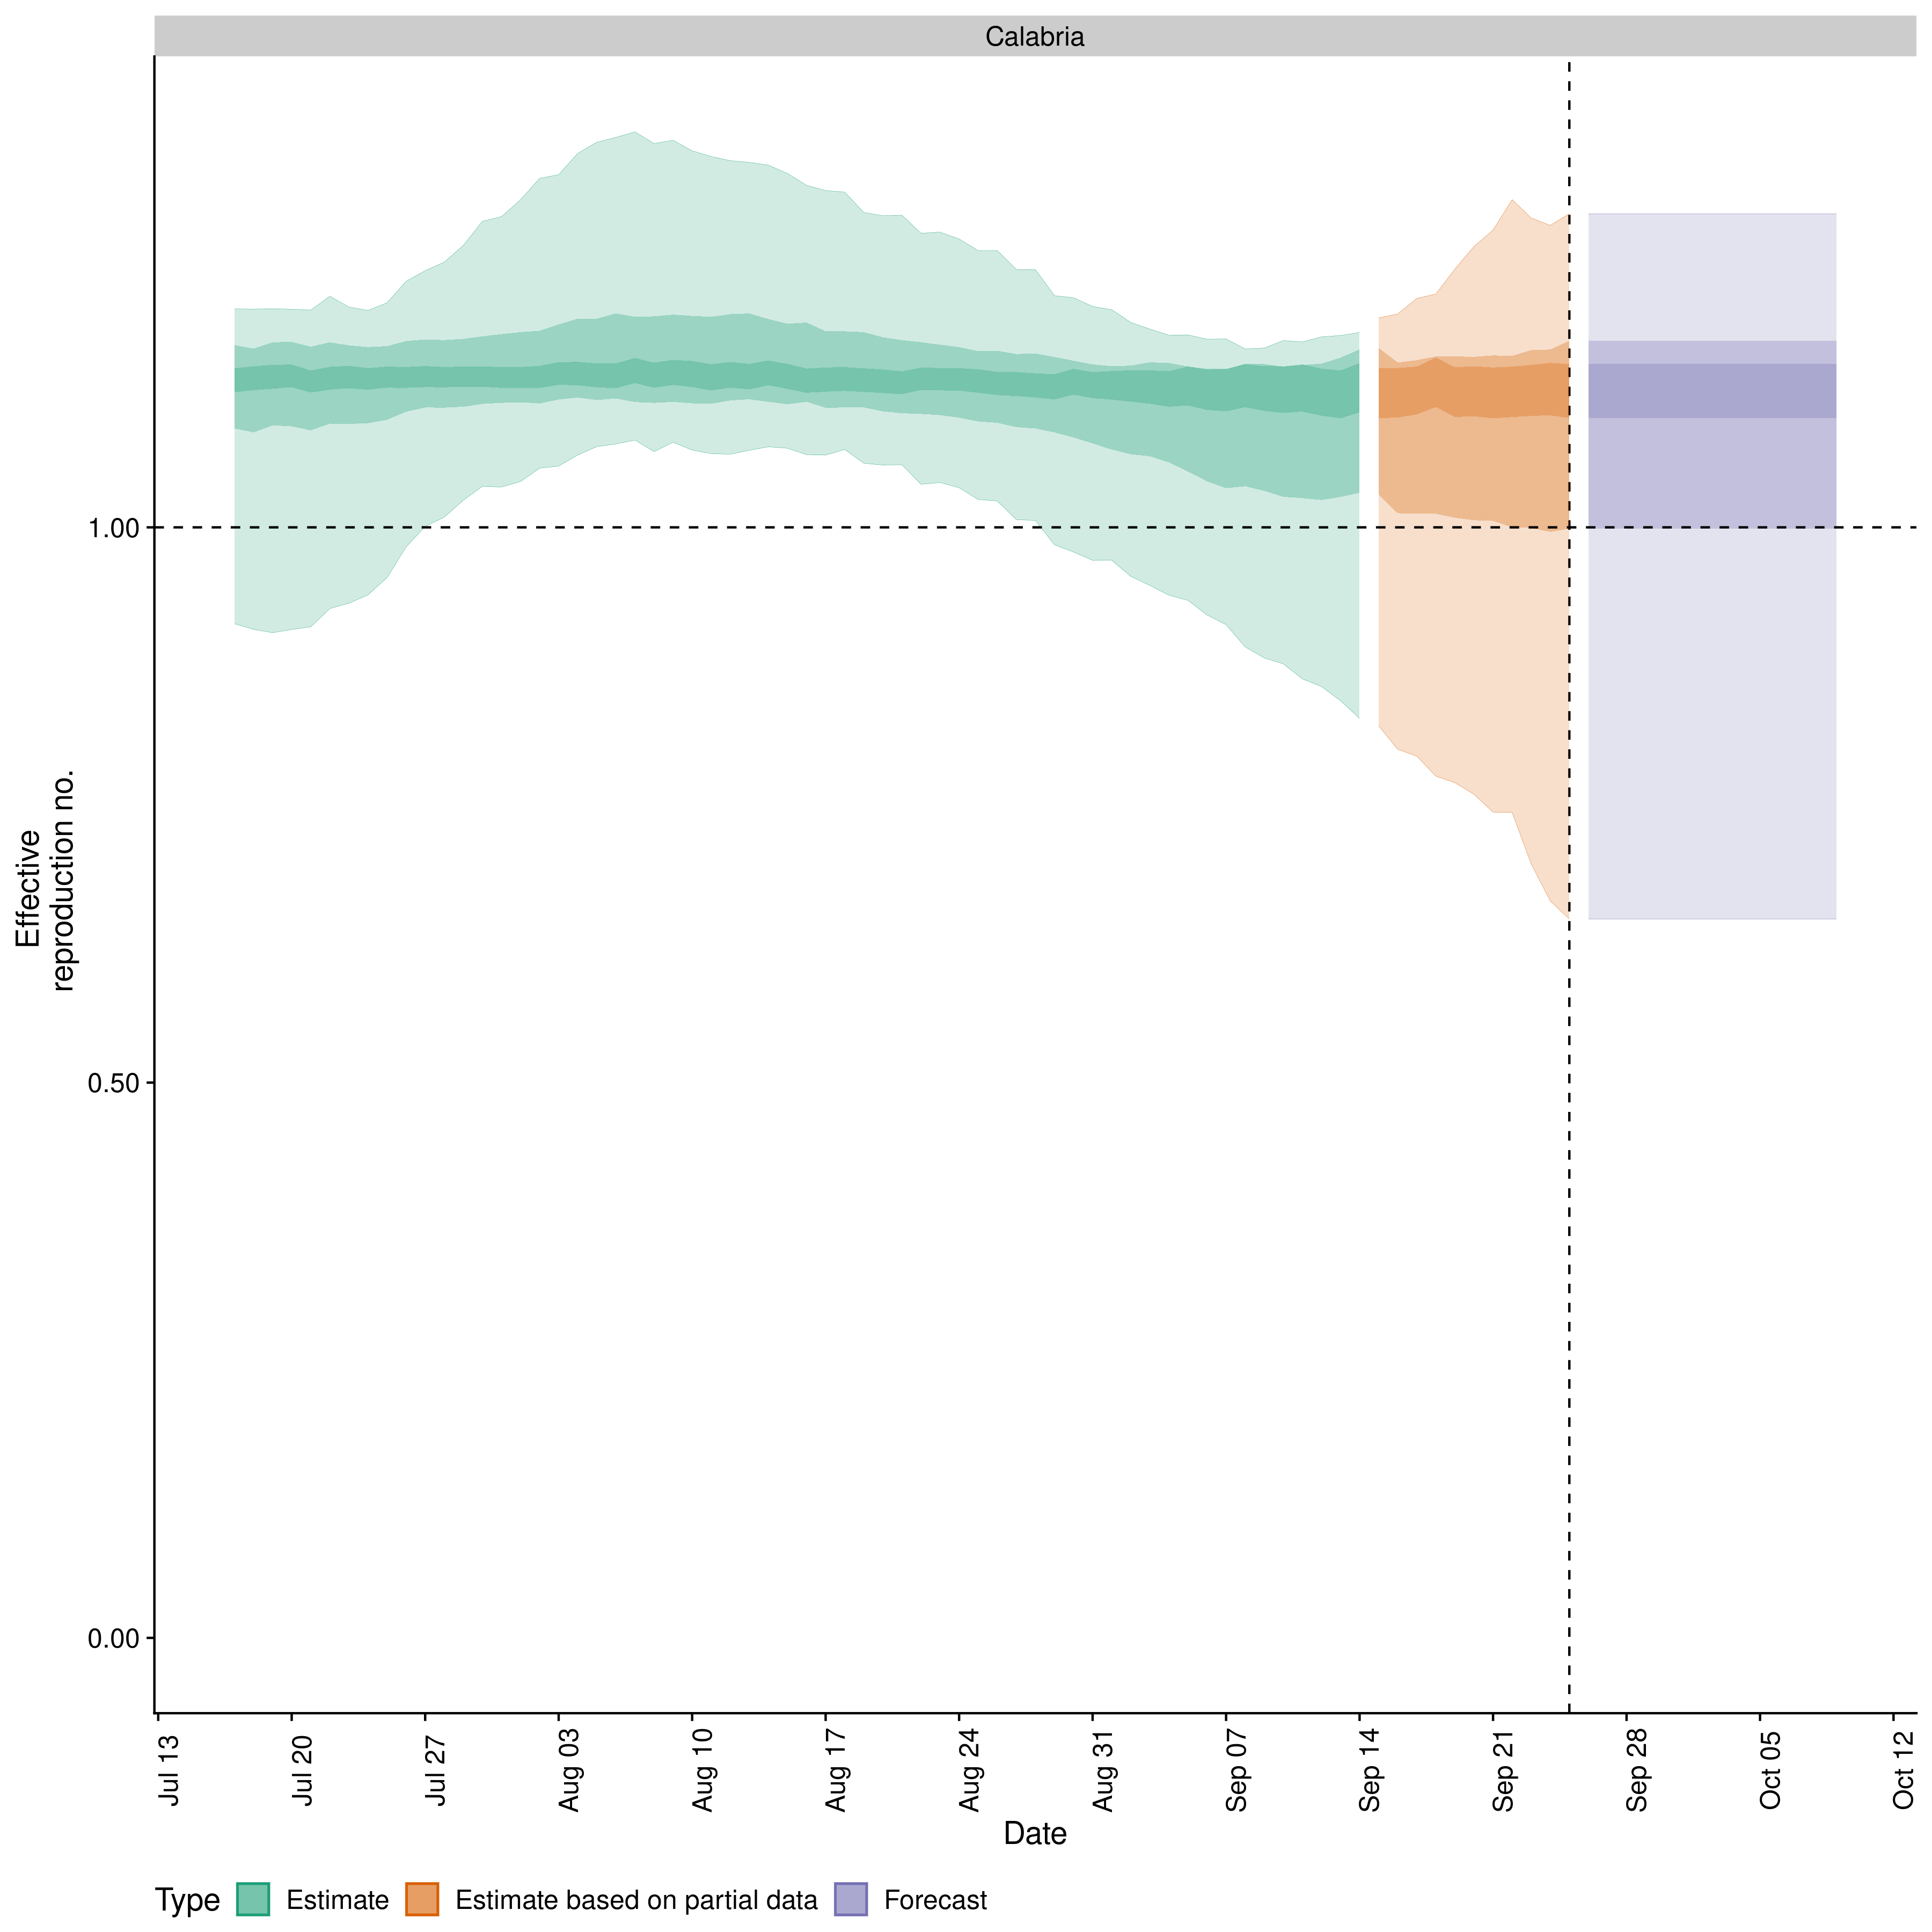 Calabria
Effective
reproduction no.
1.00
0.50
0.00
Jul 13
Jul 20
Jul 27
Aug 03
Aug 10
Aug 17
Aug 24
Aug 31
Sep 07
Sep 14
Sep 21
Sep 28
Oct 05
Oct 12
Date
Type Estimate Estimate based on partial data Forecast